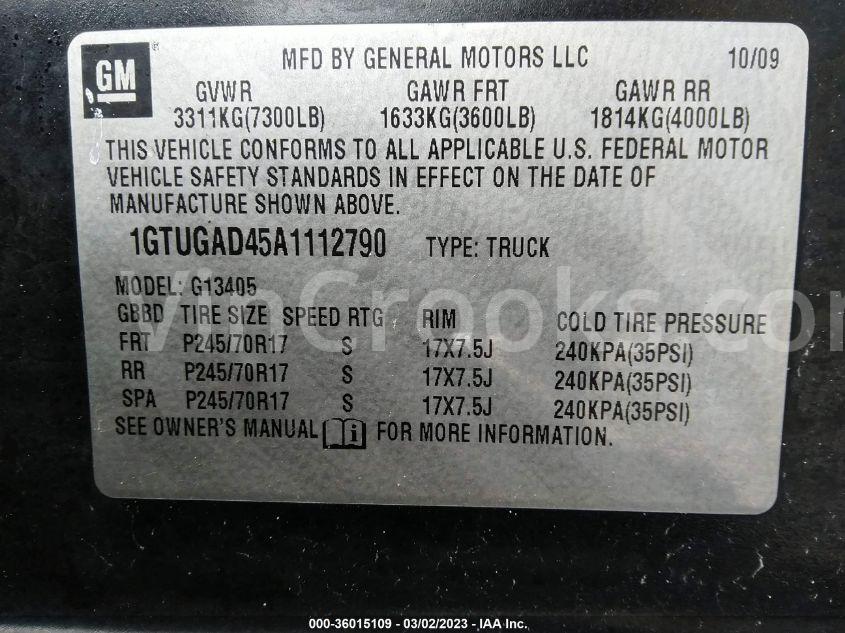 GM
MFD BY GENERAL MOTORS LLC 10/09
GVWR GAWR FRT GAWR RR
3311KG(7300LB) 1633KG(3600LB) 1814KG(4000LB)
THIS VEHICLE CONFORMS TO ALL APPLICABLE U.S. FEDERAL MOTOR
VEHICLE SAFETY STANDARDS IN EFFECT ON THE DATE OF
MANUFACTURE SHOWN ABOVE.
1GTUGAD45A1112790 TYPE: TRUCK
MODEL: G13405
GBBD TIRE SIZE SPEED RTG RIM COLD TIRE PRESSURE
FRT P245/70R17 S 17X7.5J 240KPA(35PSI)
RR P245/70R17 S 17X7.5J 240KPA(35PSI)
SPA P245/70R17 S 17X7.5J 240KPA(35PSI)
SEE OWNER'S MANUAL i FOR MORE INFORMATION.
VinCrooks.com
000-36015109 - 03/02/2023 - IAA Inc.